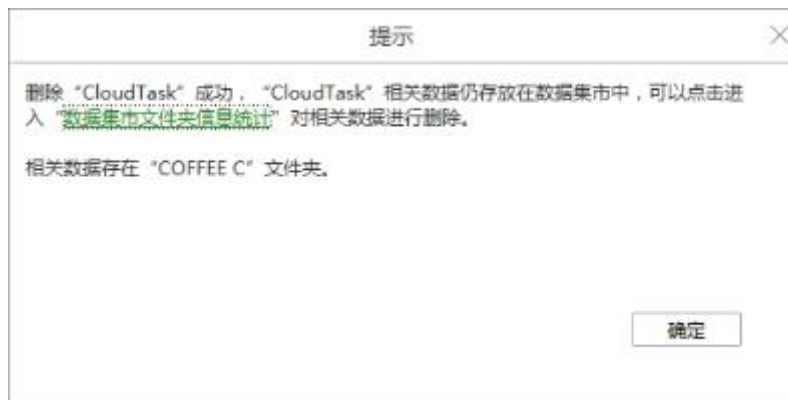 提示
删除“CloudTask”成功，“CloudTask”相关数据仍存放在数据集市中，可以点击进
入“数据集市文件夹信息统计”对相关数据进行删除。
相关数据存在“COFFEE C”文件夹。
确定